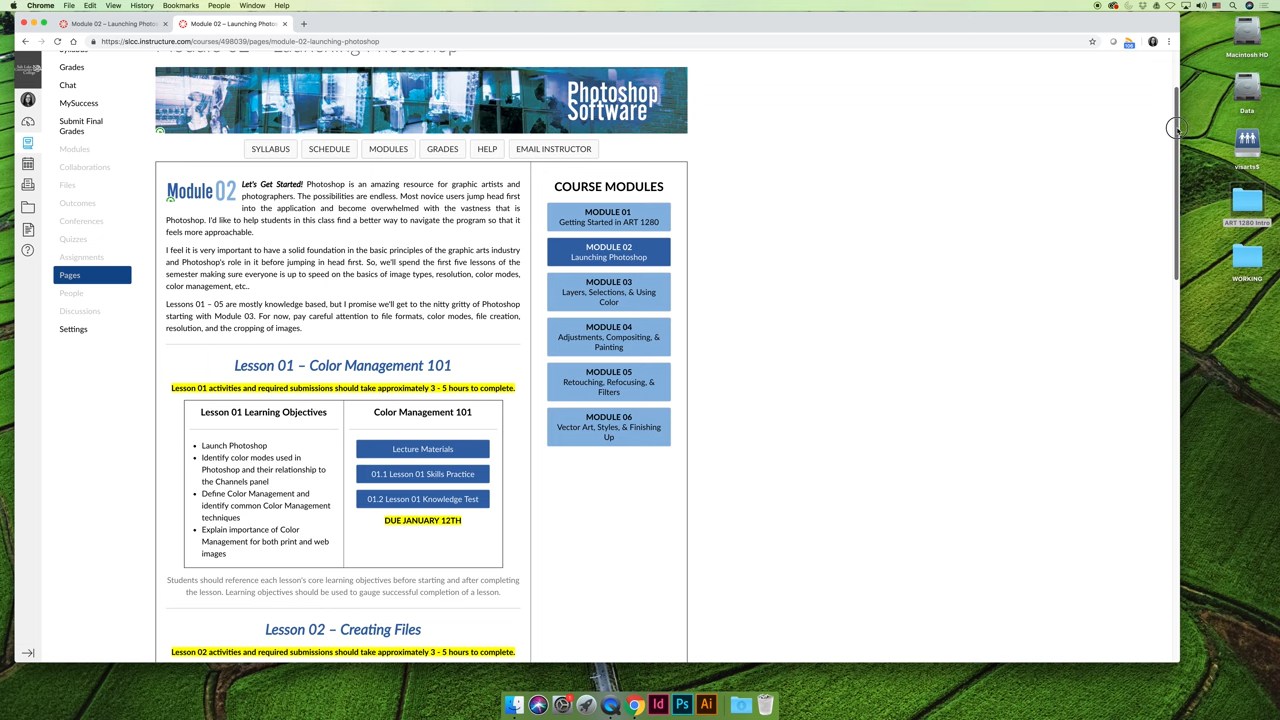 Chrome File Edit View History Bookmarks People Window Help
Module 02 – Launching Photos
Module 02 – Launching Photos
https://slcc.instructure.com/courses/498039/pages/module-02-launching-photoshop
106
Grades
Chat
MySuccess
Submit Final
Grades
Modules
Collaborations
Files
Outcomes
Conferences
Quizzes
Assignments
Pages
People
Discussions
Settings
Photoshop
Software
SYLLABUS SCHEDULE MODULES GRADES HELP EMAIL INSTRUCTOR
Module 02
Let's Get Started! Photoshop is an amazing resource for graphic artists and
photographers. The possibilities are endless. Most novice users jump head first
into the application and become overwhelmed with the vastness that is
Photoshop. I'd like to help students in this class find a better way to navigate the program so that it
feels more approachable.
I feel it is very important to have a solid foundation in the basic principles of the graphic arts industry
and Photoshop's role in it before jumping in head first. So, we'll spend the first five lessons of the
semester making sure everyone is up to speed on the basics of image types, resolution, color modes,
color management, etc..
Lessons 01 – 05 are mostly knowledge based, but I promise we'll get to the nitty gritty of Photoshop
starting with Module 03. For now, pay careful attention to file formats, color modes, file creation,
resolution, and the cropping of images.
Lesson 01 – Color Management 101
Lesson 01 activities and required submissions should take approximately 3 - 5 hours to complete.
Lesson 01 Learning Objectives
Launch Photoshop
Identify color modes used in
Photoshop and their relationship to
the Channels panel
Define Color Management and
identify common Color Management
techniques
Explain importance of Color
Management for both print and web
images
Color Management 101
Lecture Materials
01.1 Lesson 01 Skills Practice
01.2 Lesson 01 Knowledge Test
DUE JANUARY 12TH
Students should reference each lesson's core learning objectives before starting and after completing
the lesson. Learning objectives should be used to gauge successful completion of a lesson.
Lesson 02 – Creating Files
Lesson 02 activities and required submissions should take approximately 3 - 5 hours to complete.
COURSE MODULES
MODULE 01
Getting Started in ART 1280
MODULE 02
Launching Photoshop
MODULE 03
Layers, Selections, & Using
Color
MODULE 04
Adjustments, Compositing, &
Painting
MODULE 05
Retouching, Refocusing, &
Filters
MODULE 06
Vector Art, Styles, & Finishing
Up
Macintosh HD
Data
visarts5
ART 1280 Intro
WORKING
Id Ps Ai